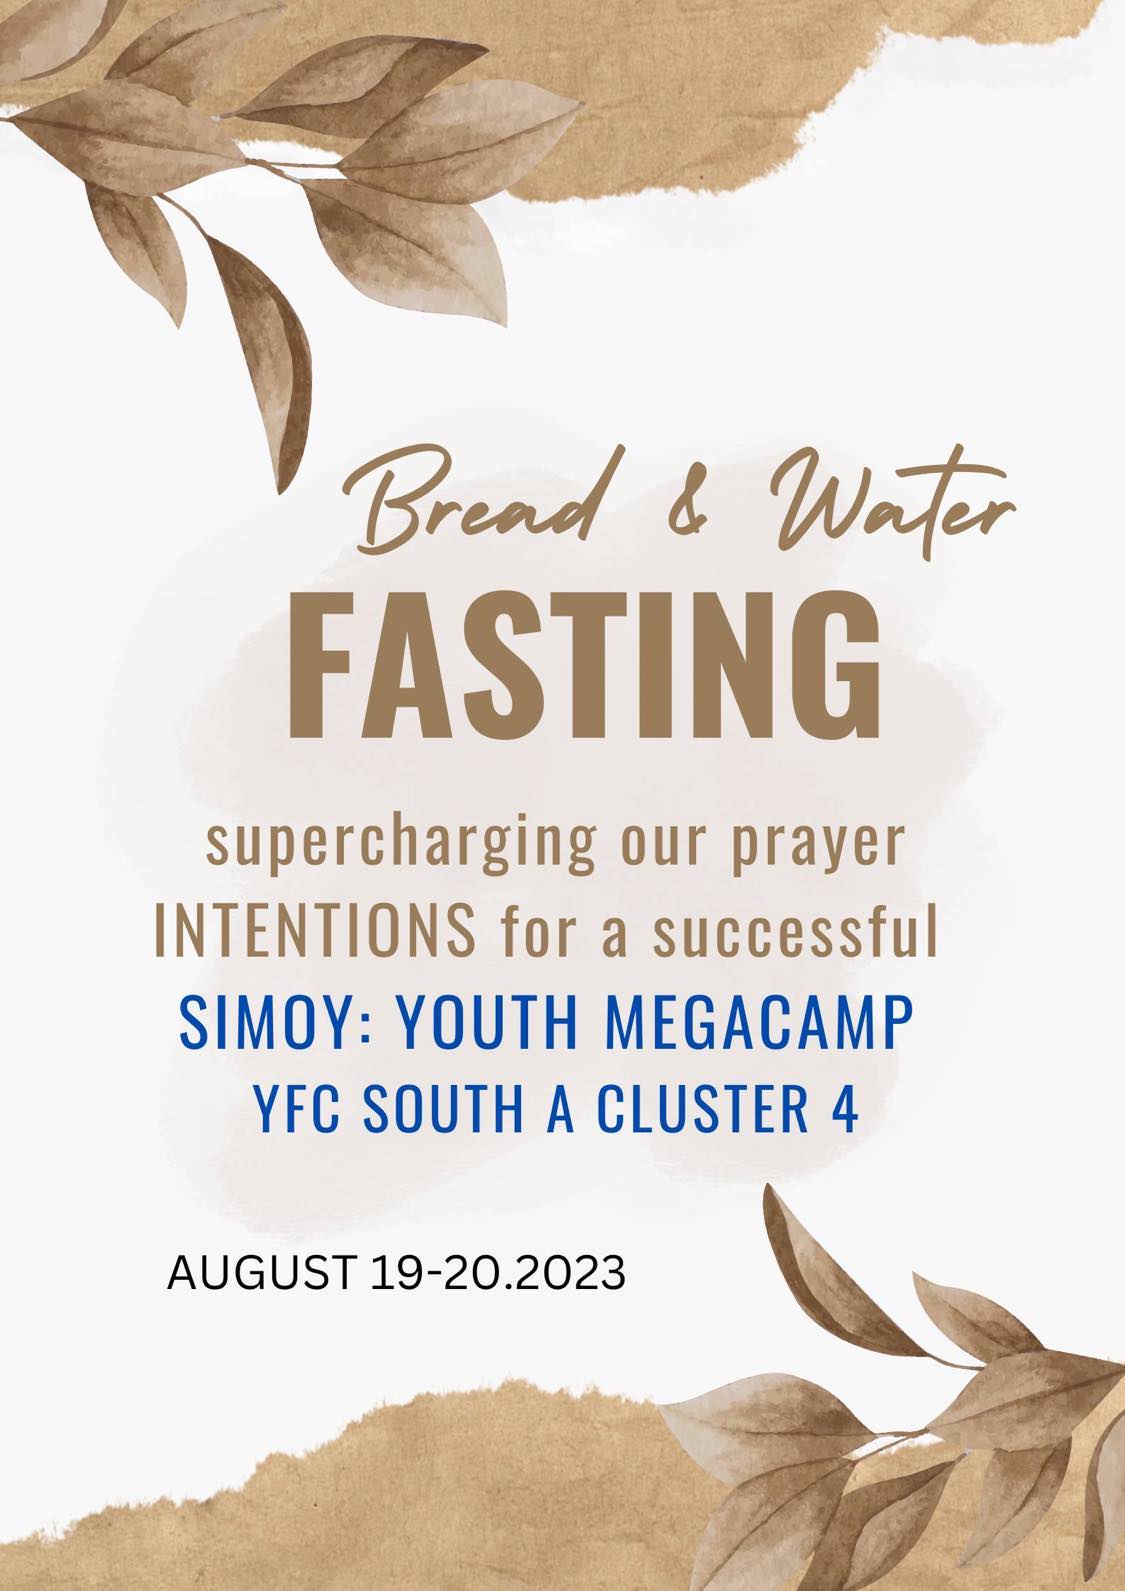 Bread & Water
FASTING
supercharging our prayer
INTENTIONS for a successful
SIMOY: YOUTH MEGACAMP
YFC SOUTH A CLUSTER 4
AUGUST 19-20.2023